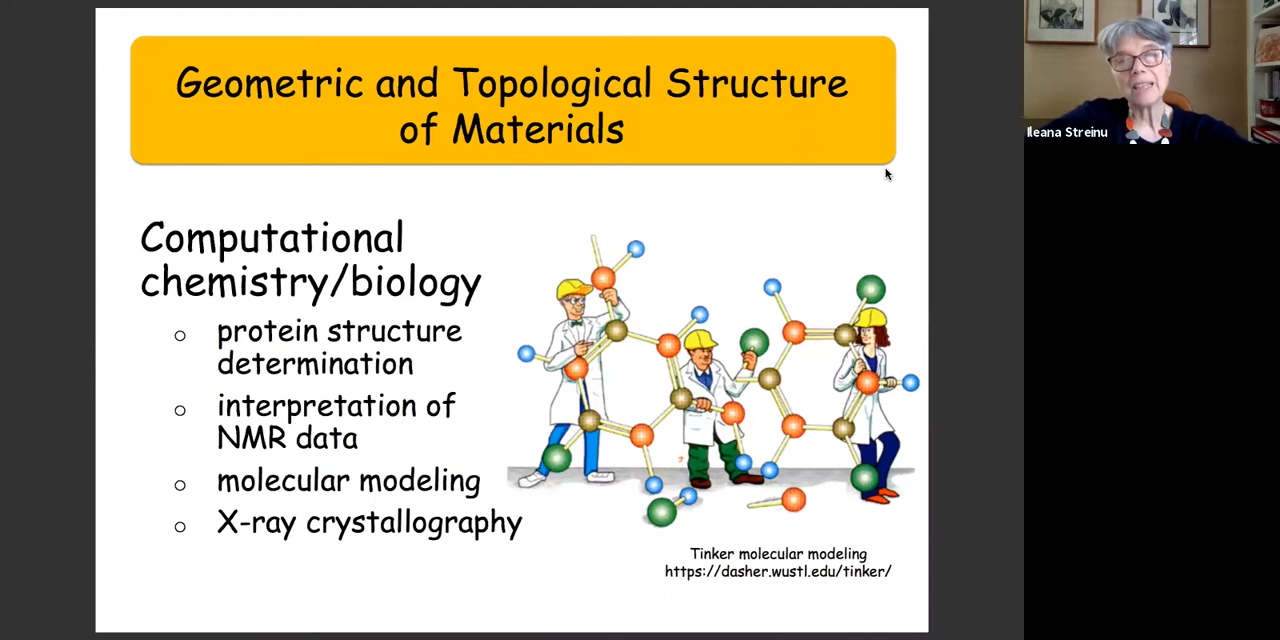 Geometric and Topological Structure
of Materials
Computational
chemistry/biology
o protein structure
determination
o interpretation of
NMR data
o molecular modeling
o X-ray crystallography
Tinker molecular modeling
https://dasher.wustl.edu/tinker/
Ileana Streinu